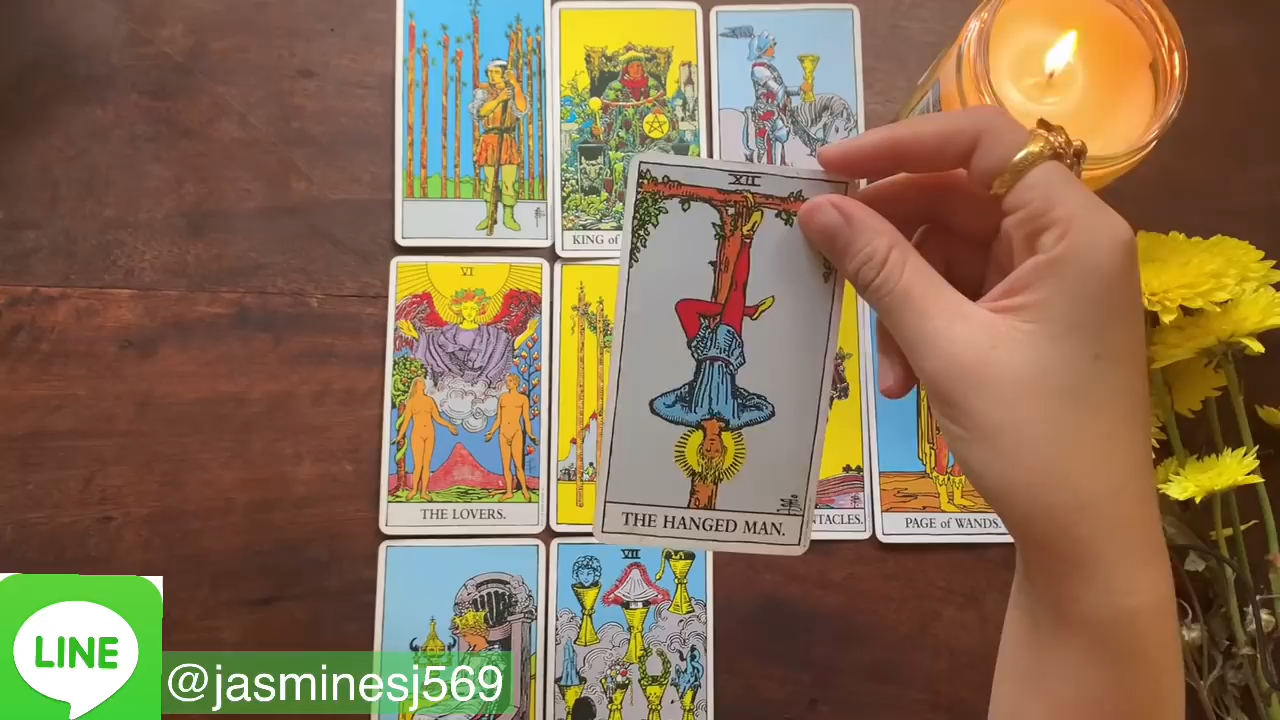 KING of
XII
VI
THE LOVERS.
THE HANGED MAN.
NTACLES.
PAGE of WANDS.
VII
LINE
@jasminesj569